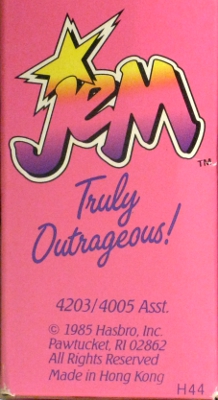 JEM
TM
Truly
Outrageous!
4203/4005 Asst.
© 1985 Hasbro, Inc.
Pawtucket, RI 02862
All Rights Reserved
Made in Hong Kong
H44